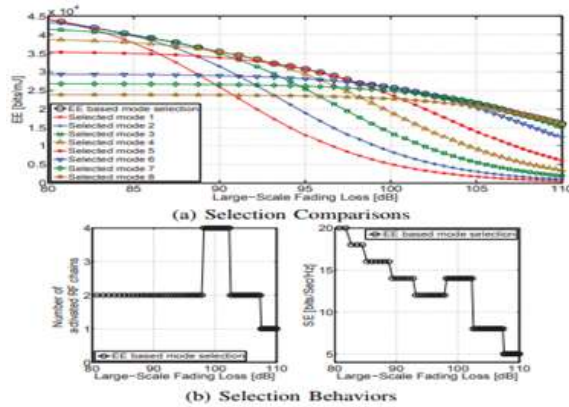 4.5 x 10^4
4
3.5
3
2.5
2
1.5
1
0.5
0
EE [bits/mJ]
EE based mode selection
Selected mode 1
Selected mode 2
Selected mode 3
Selected mode 4
Selected mode 5
Selected mode 6
Selected mode 7
Selected mode 8
80 85 90 95 100 105 110
Large-Scale Fading Loss [dB]
(a) Selection Comparisons
4
3
2
1
0
Number of
activated RF chains
EE based mode selection
80 90 100 110
Large-Scale Fading Loss [dB]
20
15
10
5
SE [bits/Sec/Hz]
EE based mode selection
80 90 100 110
Large-Scale Fading Loss [dB]
(b) Selection Behaviors